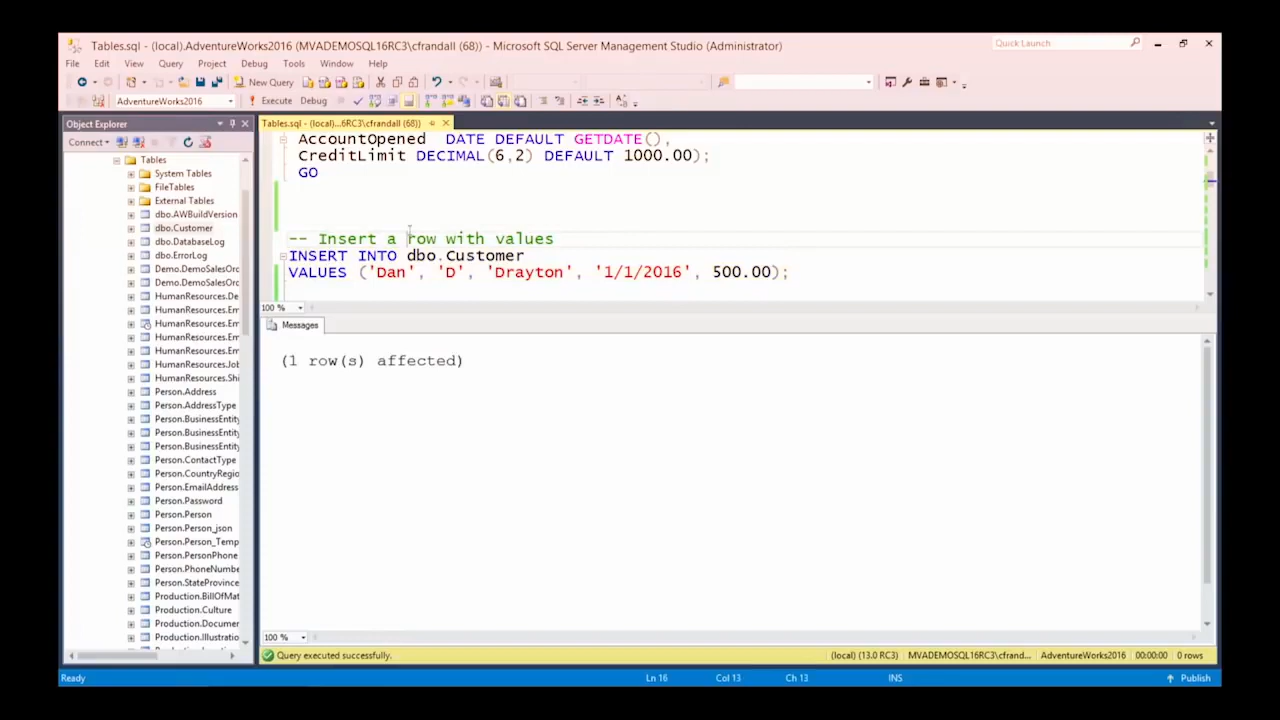 Tables.sql - (local).AdventureWorks2016 (MVADEMOSQL16RC3\cfrandall (68)) - Microsoft SQL Server Management Studio (Administrator)
Quick Launch
File Edit View Query Project Debug Tools Window Help
New Query
AdventureWorks2016
Execute Debug
Object Explorer
Tables.sql - (local)...6RC3\cfrandall (68))
Connect
Tables
System Tables
FileTables
External Tables
dbo.AWBuildVersion
dbo.Customer
dbo.DatabaseLog
dbo.ErrorLog
Demo.DemoSalesOrc
Demo.DemoSalesOrc
HumanResources.De
HumanResources.Em
HumanResources.Em
HumanResources.Em
HumanResources.Em
HumanResources.Job
HumanResources.Shi
Person.Address
Person.AddressType
Person.BusinessEntity
Person.BusinessEntity
Person.BusinessEntity
Person.ContactType
Person.CountryRegio
Person.EmailAddress
Person.Password
Person.Person
Person.Person_json
Person.Person_Temp
Person.PersonPhone
Person.PhoneNumbe
Person.StateProvince
Production.BillOfMat
Production.Culture
Production.Documen
Production.Illustratio
AccountOpened DATE DEFAULT GETDATE(),
CreditLimit DECIMAL(6,2) DEFAULT 1000.00);
GO
-- Insert a row with values
INSERT INTO dbo.Customer
VALUES ('Dan', 'D', 'Drayton', '1/1/2016', 500.00);
100 %
Messages
(1 row(s) affected)
100 %
Query executed successfully.
(local) (13.0 RC3) MVADEMOSQL16RC3\cfrand... AdventureWorks2016 00:00:00 0 rows
Ready Ln 16 Col 13 Ch 13 INS Publish